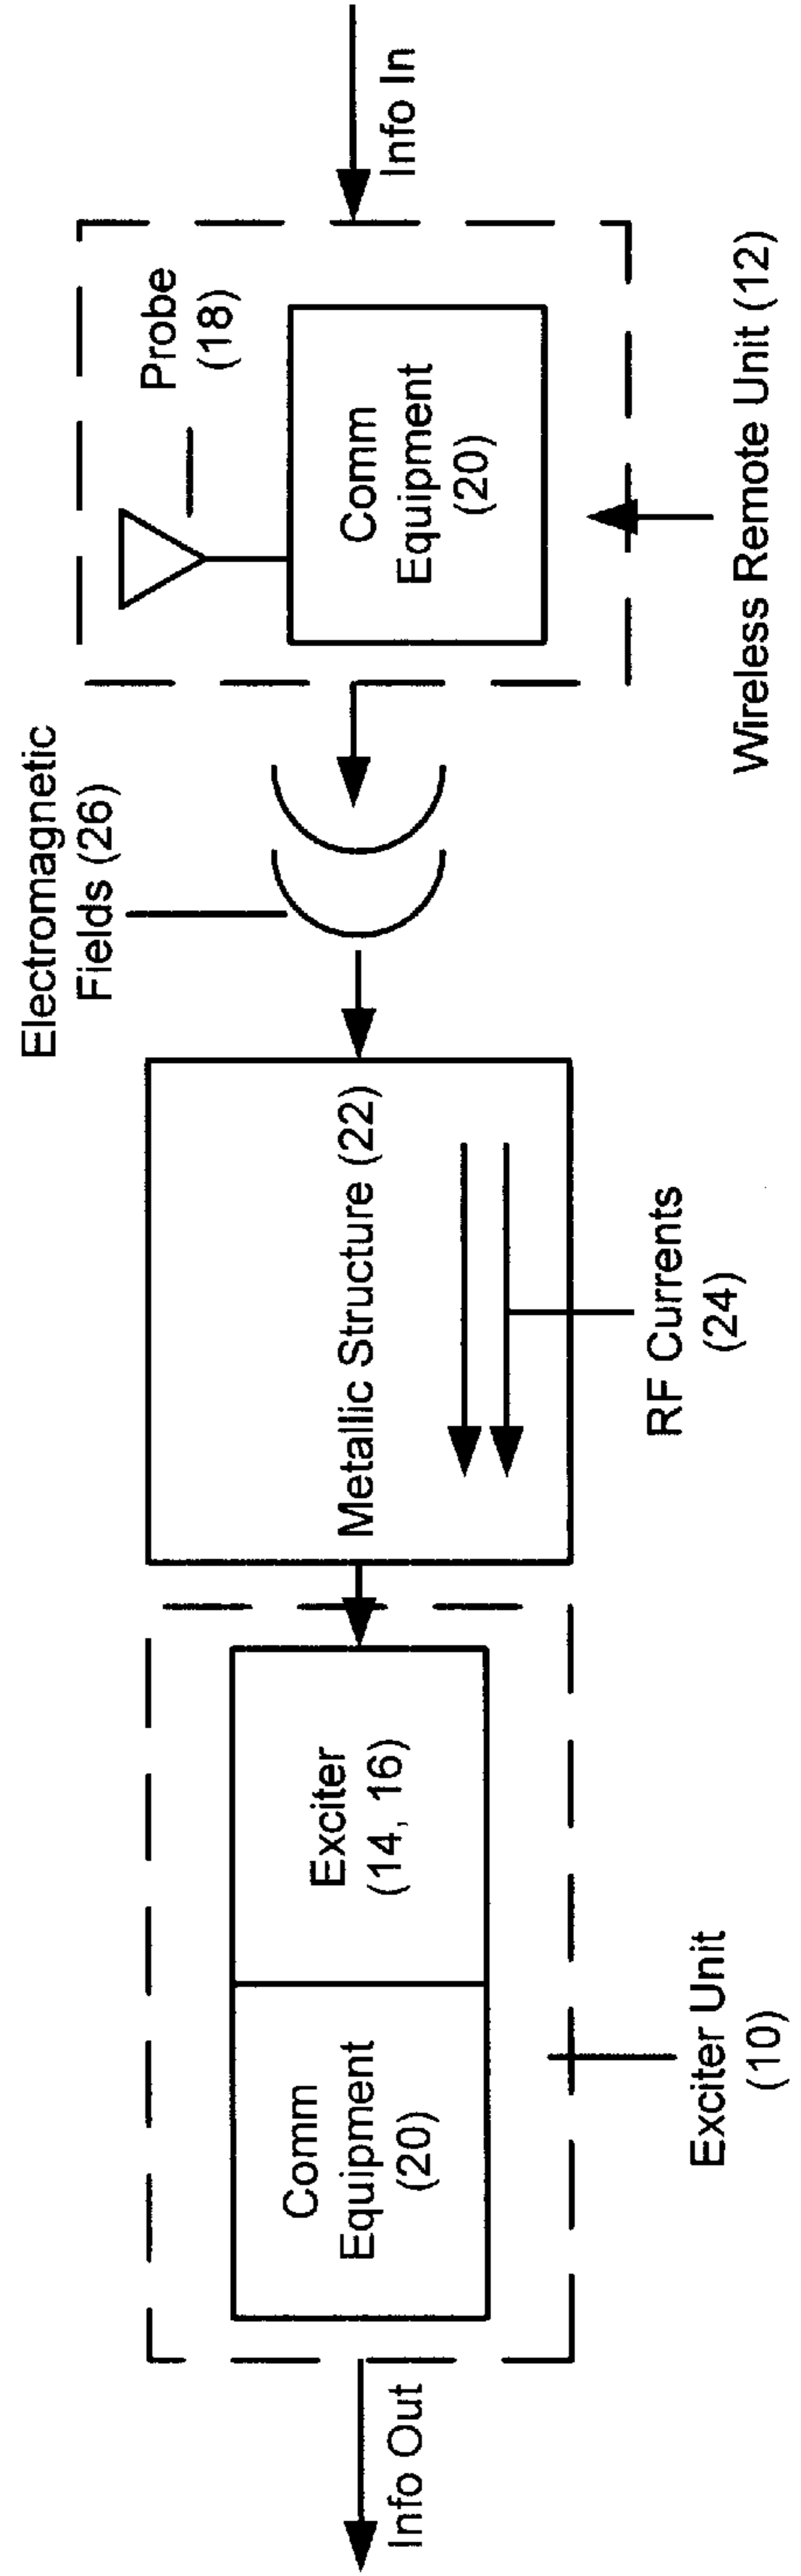 Info In
Probe
(18)
Comm
Equipment
(20)
Wireless Remote Unit (12)
Electromagnetic
Fields (26)
Metallic Structure (22)
RF Currents
(24)
Exciter
(14, 16)
Comm
Equipment
(20)
Exciter Unit
(10)
Info Out